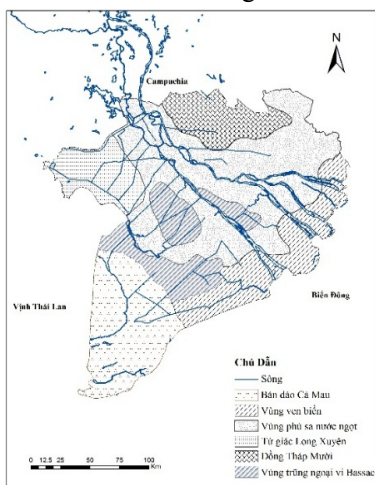 N
Campuchia
Vịnh Thái Lan
Biển Đông
Chú Dẫn
Sông
Bán đảo Cà Mau
Vùng ven biển
Vùng phù sa nước ngọt
Tứ giác Long Xuyên
Đồng Tháp Mười
Vùng trũng ngoại vi Bassac
0 12.5 25 50 75 100
Km